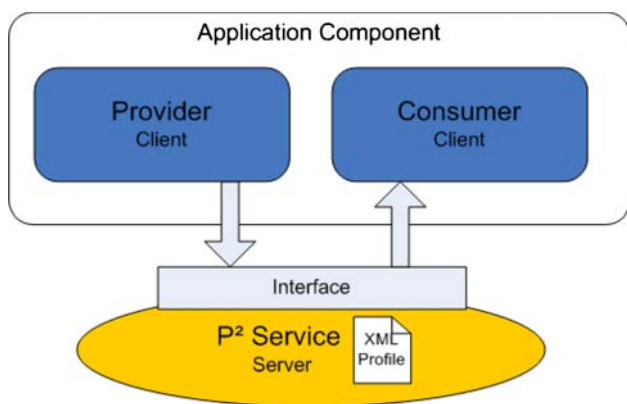 Application Component
Provider
Client
Consumer
Client
Interface
P² Service
Server
XML
Profile